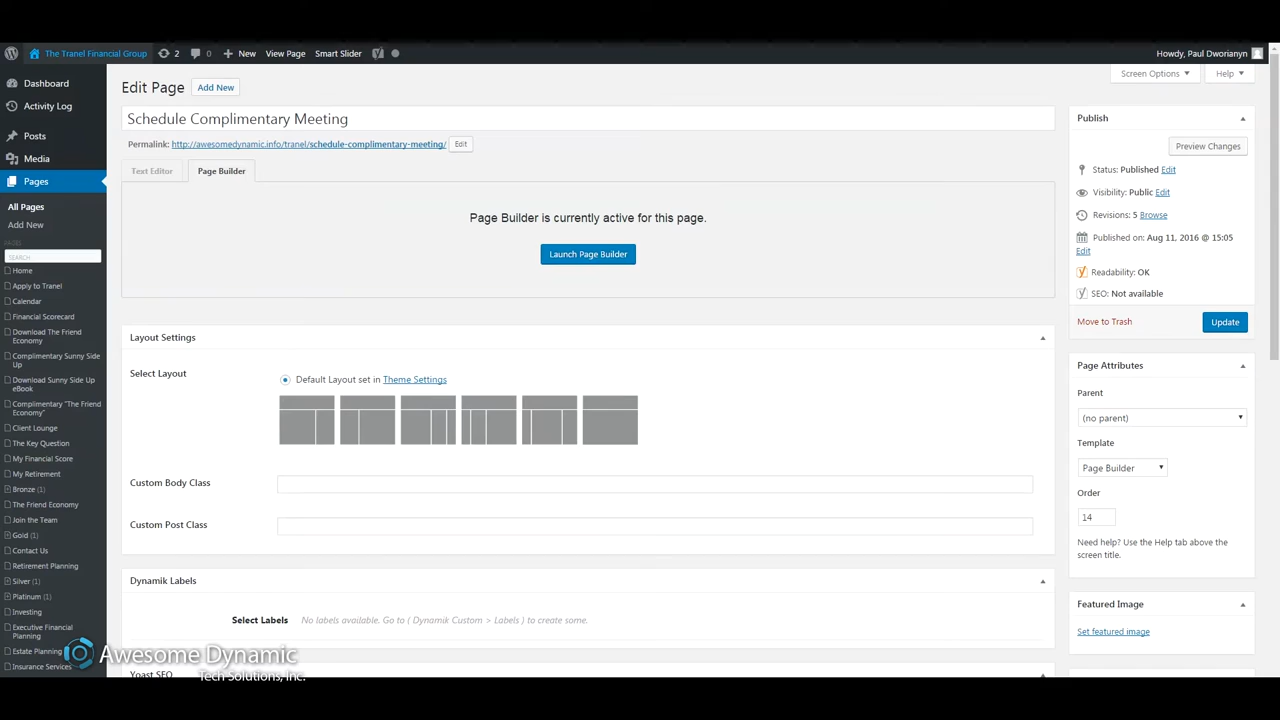 The Tranel Financial Group 2 0 New View Page Smart Slider Howdy, Paul Dworianyn
Screen Options Help
Dashboard
Activity Log
Posts
Media
Pages
All Pages
Add New
PAGES
SEARCH
Home
Apply to Tranel
Calendar
Financial Scorecard
Download The Friend
Economy
Complimentary Sunny Side
Up
Download Sunny Side Up
eBook
Complimentary "The Friend
Economy"
Client Lounge
The Key Question
My Financial Score
My Retirement
Bronze (1)
The Friend Economy
Join the Team
Gold (1)
Contact Us
Retirement Planning
Silver (1)
Platinum (1)
Investing
Executive Financial
Planning
Estate Planning
Insurance Services
Edit Page Add New
Schedule Complimentary Meeting
Permalink: http://awesomedynamic.info/tranel/schedule-complimentary-meeting/ Edit
Text Editor Page Builder
Page Builder is currently active for this page.
Launch Page Builder
Layout Settings
Select Layout
Default Layout set in Theme Settings
Custom Body Class
Custom Post Class
Dynamik Labels
Select Labels No labels available. Go to ( Dynamik Custom > Labels ) to create some.
Yoast SEO
Publish
Preview Changes
Status: Published Edit
Visibility: Public Edit
Revisions: 5 Browse
Published on: Aug 11, 2016 @ 15:05
Edit
Readability: OK
SEO: Not available
Move to Trash Update
Page Attributes
Parent
(no parent)
Template
Page Builder
Order
14
Need help? Use the Help tab above the
screen title.
Featured Image
Set featured image
Awesome Dynamic
Tech Solutions, Inc.